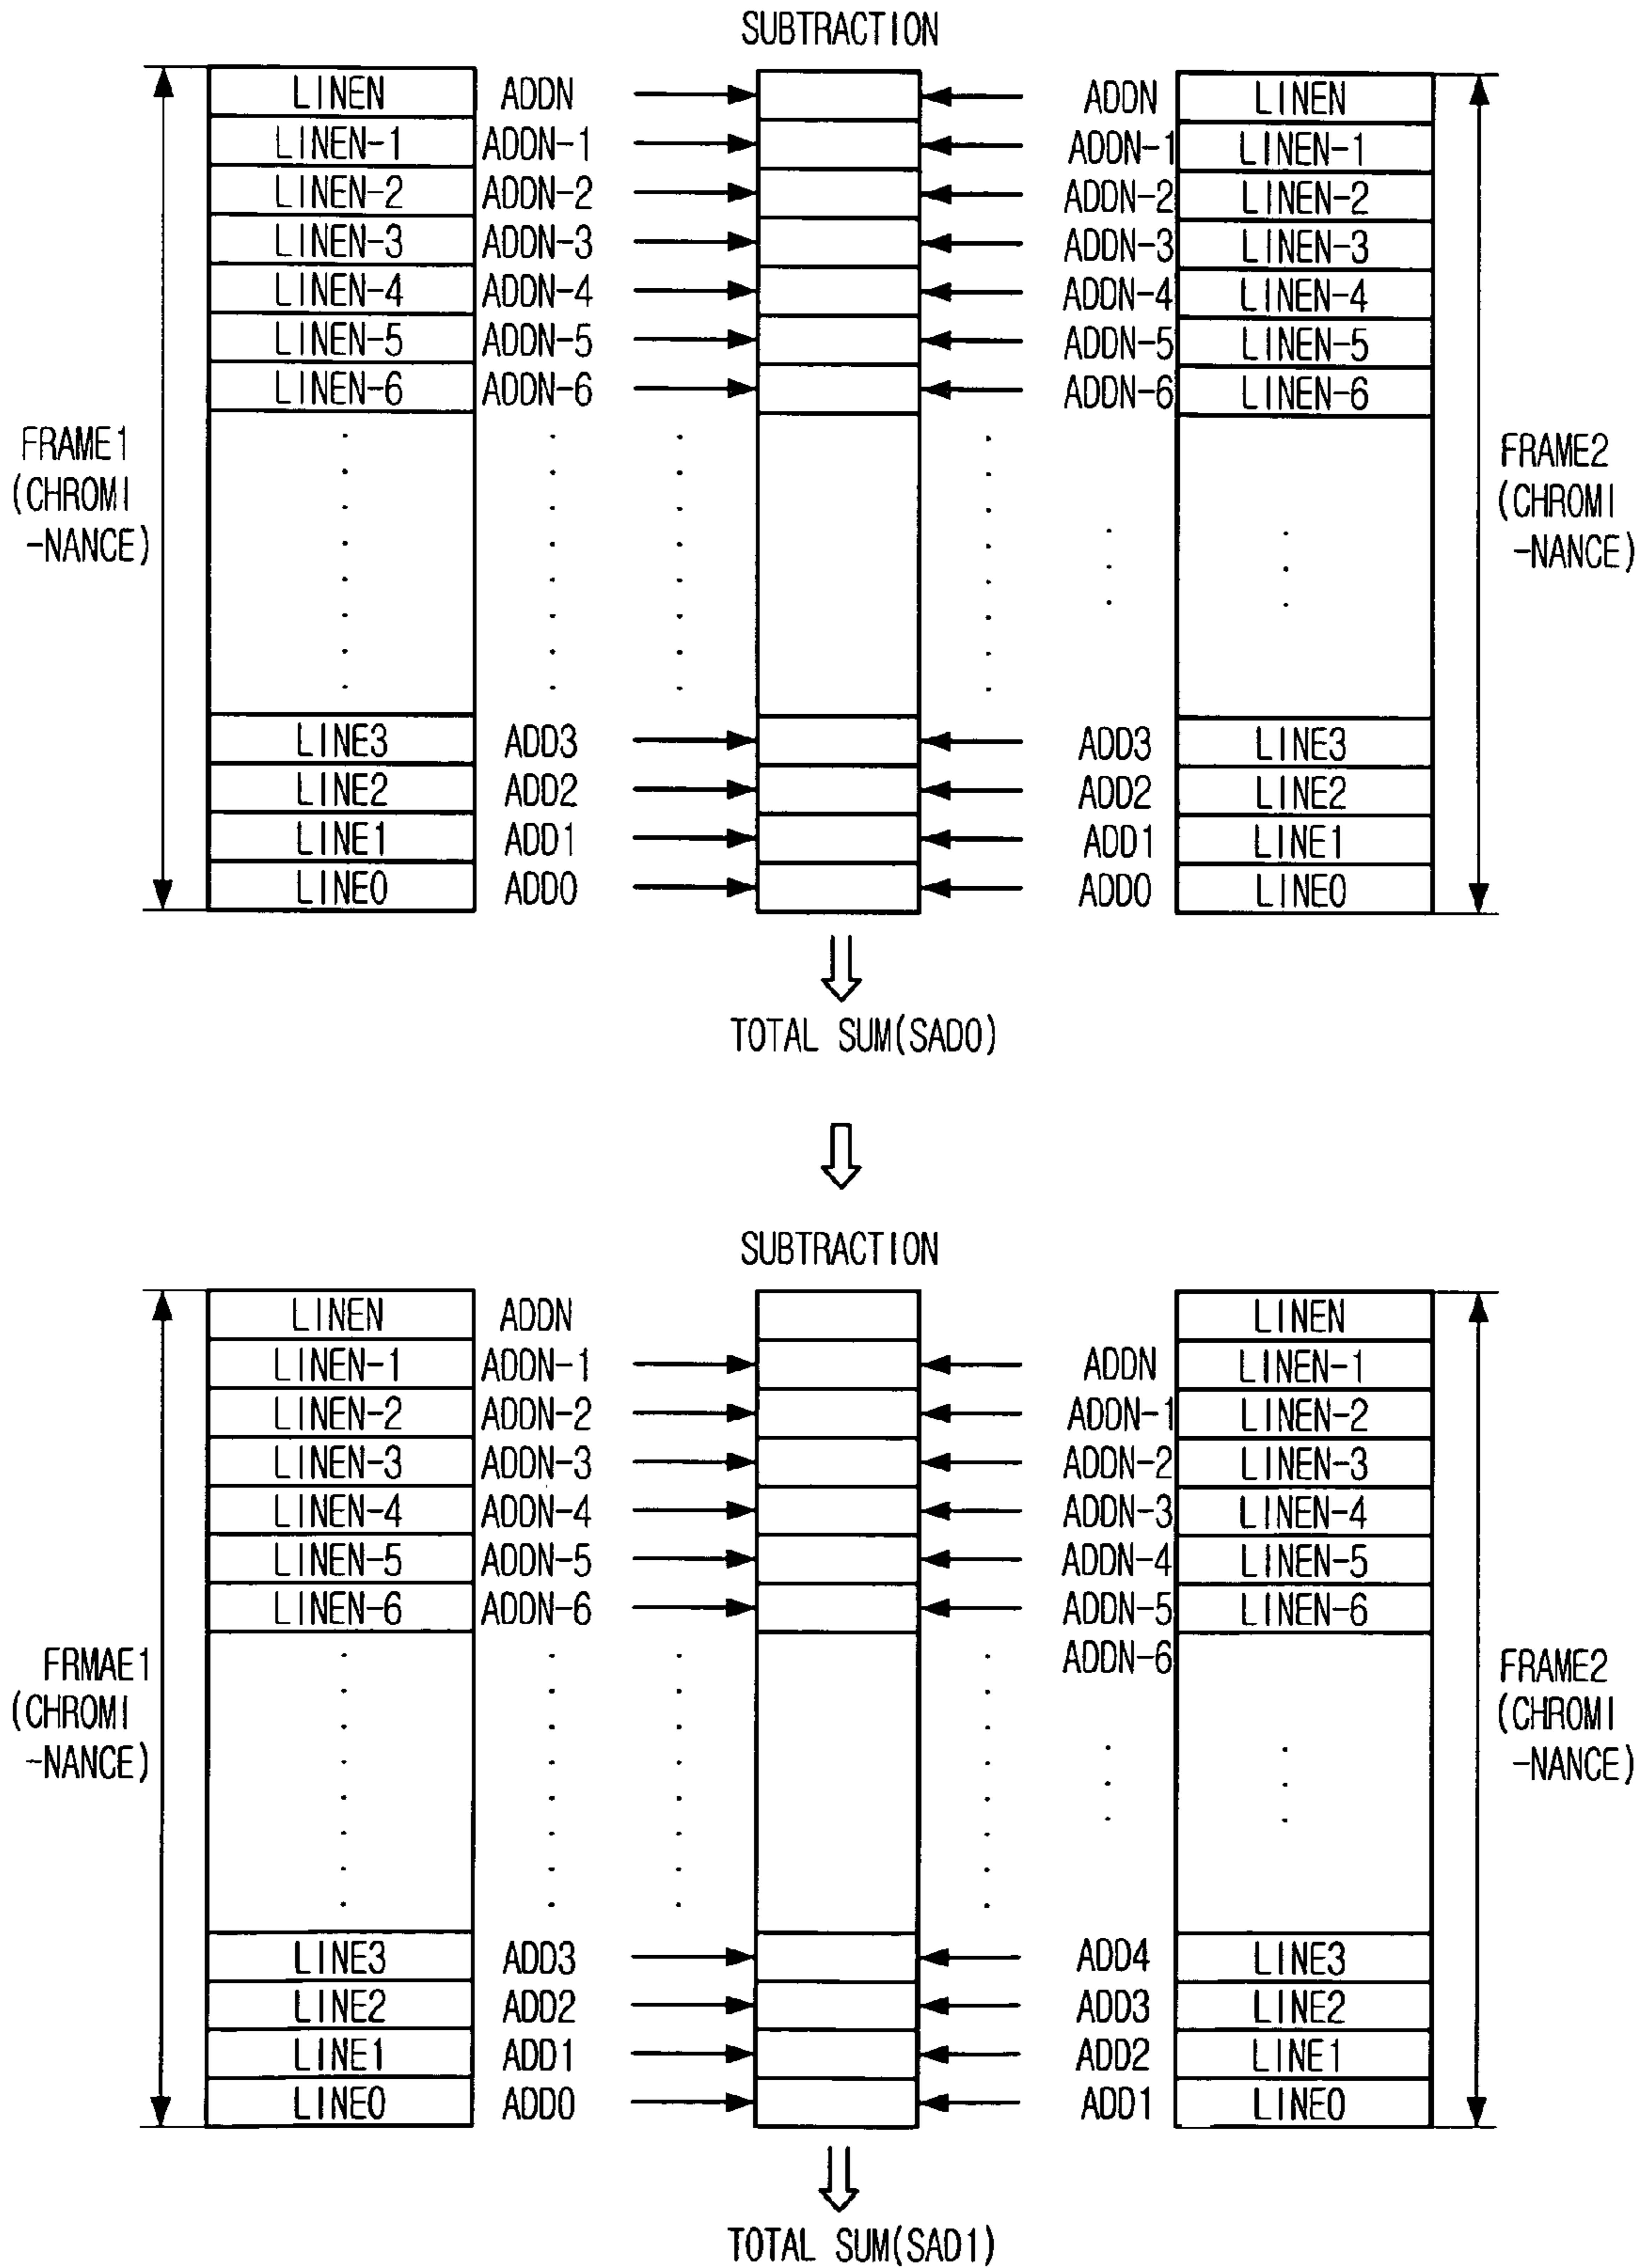 SUBTRACTION
LINEN ADDN ADDN LINEN
LINEN-1 ADDN-1 ADDN-1 LINEN-1
LINEN-2 ADDN-2 ADDN-2 LINEN-2
LINEN-3 ADDN-3 ADDN-3 LINEN-3
LINEN-4 ADDN-4 ADDN-4 LINEN-4
LINEN-5 ADDN-5 ADDN-5 LINEN-5
LINEN-6 ADDN-6 ADDN-6 LINEN-6
FRAME1
(CHROMI
-NANCE)
FRAME2
(CHROMI
-NANCE)
LINE3 ADD3 ADD3 LINE3
LINE2 ADD2 ADD2 LINE2
LINE1 ADD1 ADD1 LINE1
LINE0 ADD0 ADD0 LINE0
TOTAL SUM(SAD0)
SUBTRACTION
LINEN ADDN LINEN
LINEN-1 ADDN-1 ADDN LINEN-1
LINEN-2 ADDN-2 ADDN-1 LINEN-2
LINEN-3 ADDN-3 ADDN-2 LINEN-3
LINEN-4 ADDN-4 ADDN-3 LINEN-4
LINEN-5 ADDN-5 ADDN-4 LINEN-5
LINEN-6 ADDN-6 ADDN-5 LINEN-6
ADDN-6
FRMAE1
(CHROMI
-NANCE)
FRAME2
(CHROMI
-NANCE)
LINE3 ADD3 ADD4 LINE3
LINE2 ADD2 ADD3 LINE2
LINE1 ADD1 ADD2 LINE1
LINE0 ADD0 ADD1 LINE0
TOTAL SUM(SAD1)